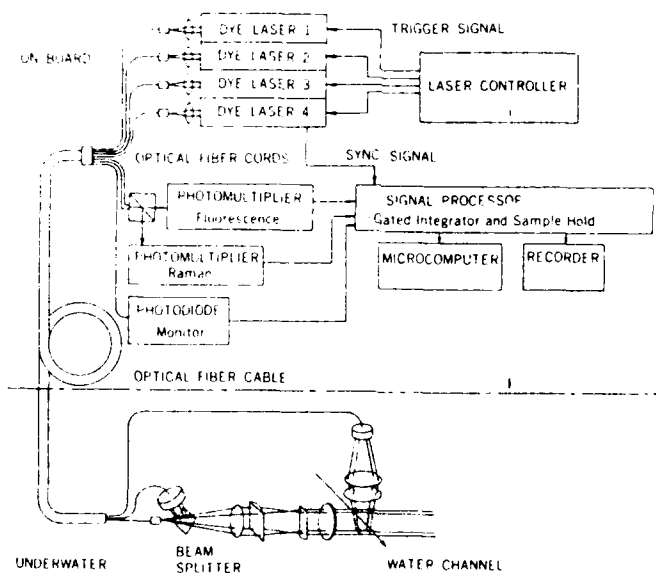 DYE LASER 1
TRIGGER SIGNAL
ON BOARD
DYE LASER 2
DYE LASER 3
LASER CONTROLLER
DYE LASER 4
OPTICAL FIBER CORDS
SYNC SIGNAL
PHOTOMULTIPLIER
Fluorescence
SIGNAL PROCESSOR
Gated Integrator and Sample Hold
PHOTOMULTIPLIER
Raman
MICROCOMPUTER
RECORDER
PHOTODIODE
Monitor
OPTICAL FIBER CABLE
UNDERWATER
BEAM
SPLITTER
WATER CHANNEL